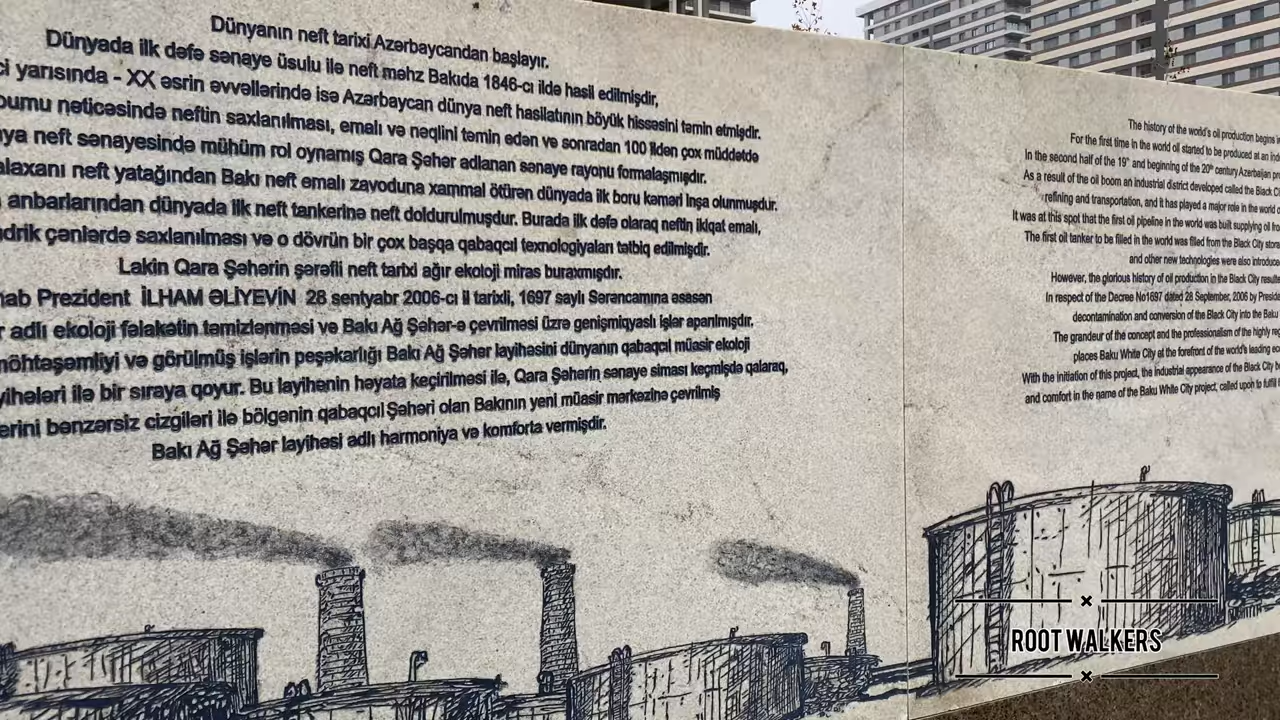 Dünyanın neft tarixi Azərbaycandan başlayır.
Dünyada ilk dəfə sənaye üsulu ilə neft məhz Bakıda 1846-cı ildə hasil edilmişdir,
ci yarısında - XX əsrin əvvəllərində isə Azərbaycan dünya neft hasilatının böyük hissəsini təmin etmişdir.
bumu nəticəsində neftin saxlanılması, emalı və nəqlini təmin edən və sonradan 100 ildən çox müddətdə
neft sənayesində mühüm rol oynamış Qara Şəhər adlanan sənaye rayonu formalaşmışdır.
neft yatağından Bakı neft emalı zavoduna xammal ötürən dünyada ilk boru kəməri inşa olunmuşdur.
anbarlarından dünyada ilk neft tankerinə neft doldurulmuşdur. Burada ilk dəfə olaraq neftin ikiqat emalı,
çənlərdə saxlanılması və o dövrün bir çox başqa qabaqcıl texnologiyaları tətbiq edilmişdir.
Lakin Qara Şəhərin şərəfli neft tarixi ağır ekoloji miras buraxmışdır.
Prezident İLHAM ƏLİYEVİN 28 sentyabr 2006-cı il tarixli, 1697 saylı Sərəncamına əsasən
adlı ekoloji fəlakətin təmizlənməsi və Bakı Ağ Şəhər-ə çevrilməsi üzrə genişmiqyaslı işlər aparılmışdır.
möhtəşəmliyi və görülmüş işlərin peşəkarlığı Bakı Ağ Şəhər layihəsini dünyanın qabaqcıl müasir ekoloji
ilə bir sıraya qoyur. Bu layihənin həyata keçirilməsi ilə, Qara Şəhərin sənaye siması keçmişdə qalaraq,
bənzərsiz cizgiləri ilə bölgənin qabaqcıl Şəhəri olan Bakının yeni müasir mərkəzinə çevrilmiş
Bakı Ağ Şəhər layihəsi adlı harmoniya və komforta vermişdir.
The history of the world's oil production begins
For the first time in the world oil started to be produced at an
In the second half of the 19th and beginning of the 20th century Azerbaijan
As a result of the oil boom an industrial district developed called the Black
refining and transportation, and it has played a major role in the world
It was at this spot that the first oil pipeline in the world was built supplying oil
The first oil tanker to be filled in the world was filled from the Black City
and other new technologies were also introduced
However, the glorious history of oil production in the Black City
In respect of the Decree No1697 dated 28 September, 2006 by
decontamination and conversion of the Black City into the Baku
The grandeur of the concept and the professionalism of the highly
places Baku White City at the forefront of the world's leading
With the initiation of this project, the industrial appearance of the Black City
and comfort in the name of the Baku White City project, called upon to fulfil
ROOT WALKERS